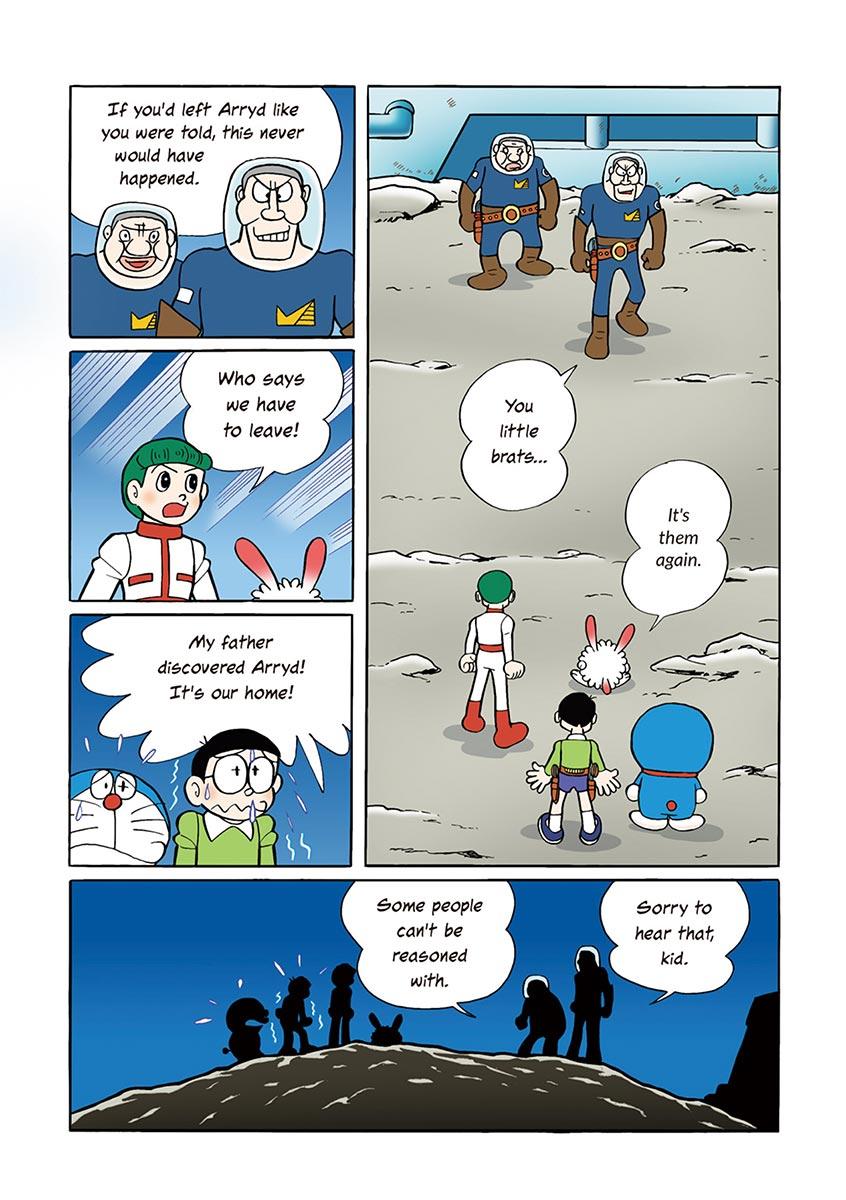 You
little
brats...
It's
them
again.
If you'd left Arryd like
you were told, this never
would have
happened.
Who says
we have
to leave!
My father
discovered Arryd!
It's our home!
Sorry to
hear that,
kid.
Some people
can't be
reasoned
with.